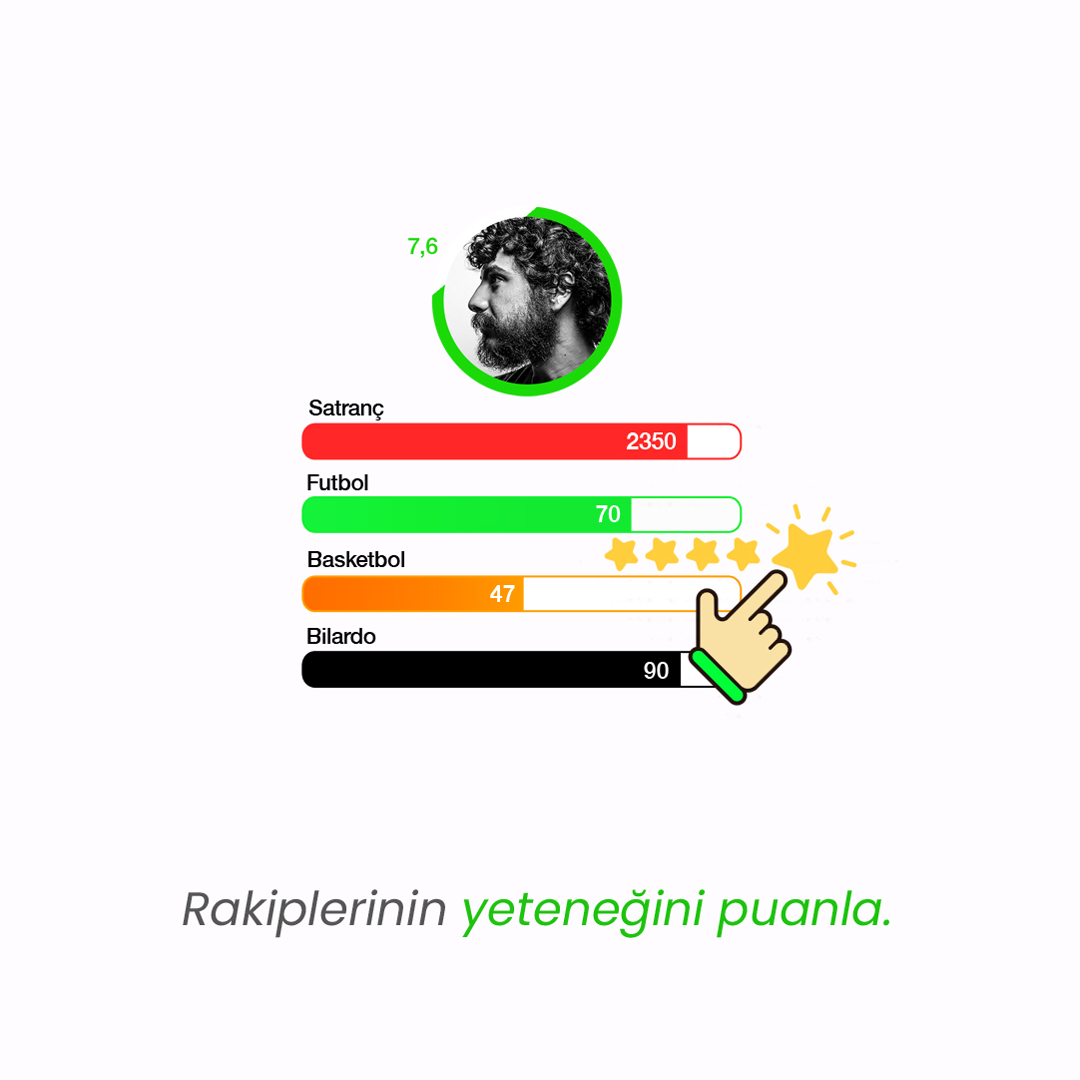 7,6
Satranç
2350
Futbol
70
Basketbol
47
Bilardo
90
Rakiplerinin yeteneğini puanla.